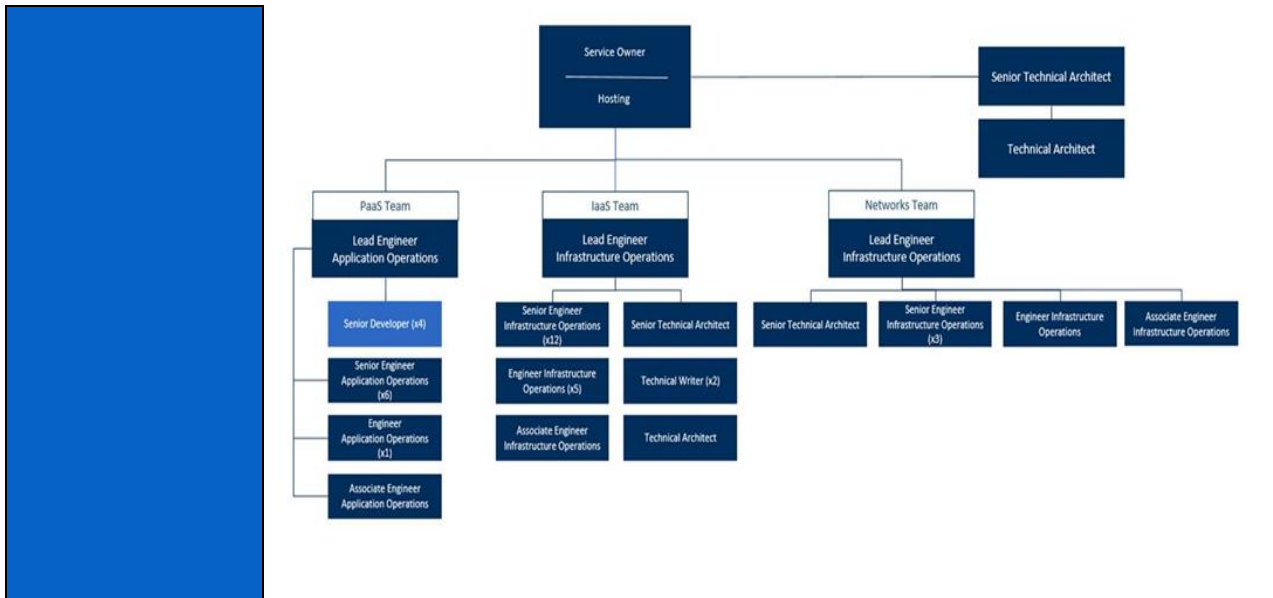 Service Owner
Hosting
Senior Technical Architect
Technical Architect
PaaS Team
Lead Engineer
Application Operations
Senior Developer (x4)
Senior Engineer
Application Operations
(x6)
Engineer
Application Operations
(x1)
Associate Engineer
Application Operations
IaaS Team
Lead Engineer
Infrastructure Operations
Senior Engineer
Infrastructure Operations
(x12)
Senior Technical Architect
Engineer Infrastructure
Operations (x5)
Technical Writer (x2)
Associate Engineer
Infrastructure Operations
Technical Architect
Networks Team
Lead Engineer
Infrastructure Operations
Senior Technical Architect
Senior Engineer
Infrastructure Operations
(x3)
Engineer Infrastructure
Operations
Associate Engineer
Infrastructure Operations